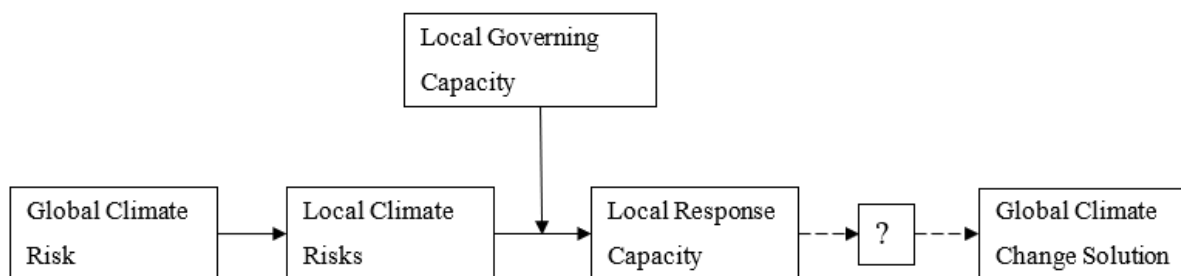 Local Governing
Capacity
Global Climate
Risk
Local Climate
Risks
Local Response
Capacity
?
Global Climate
Change Solution